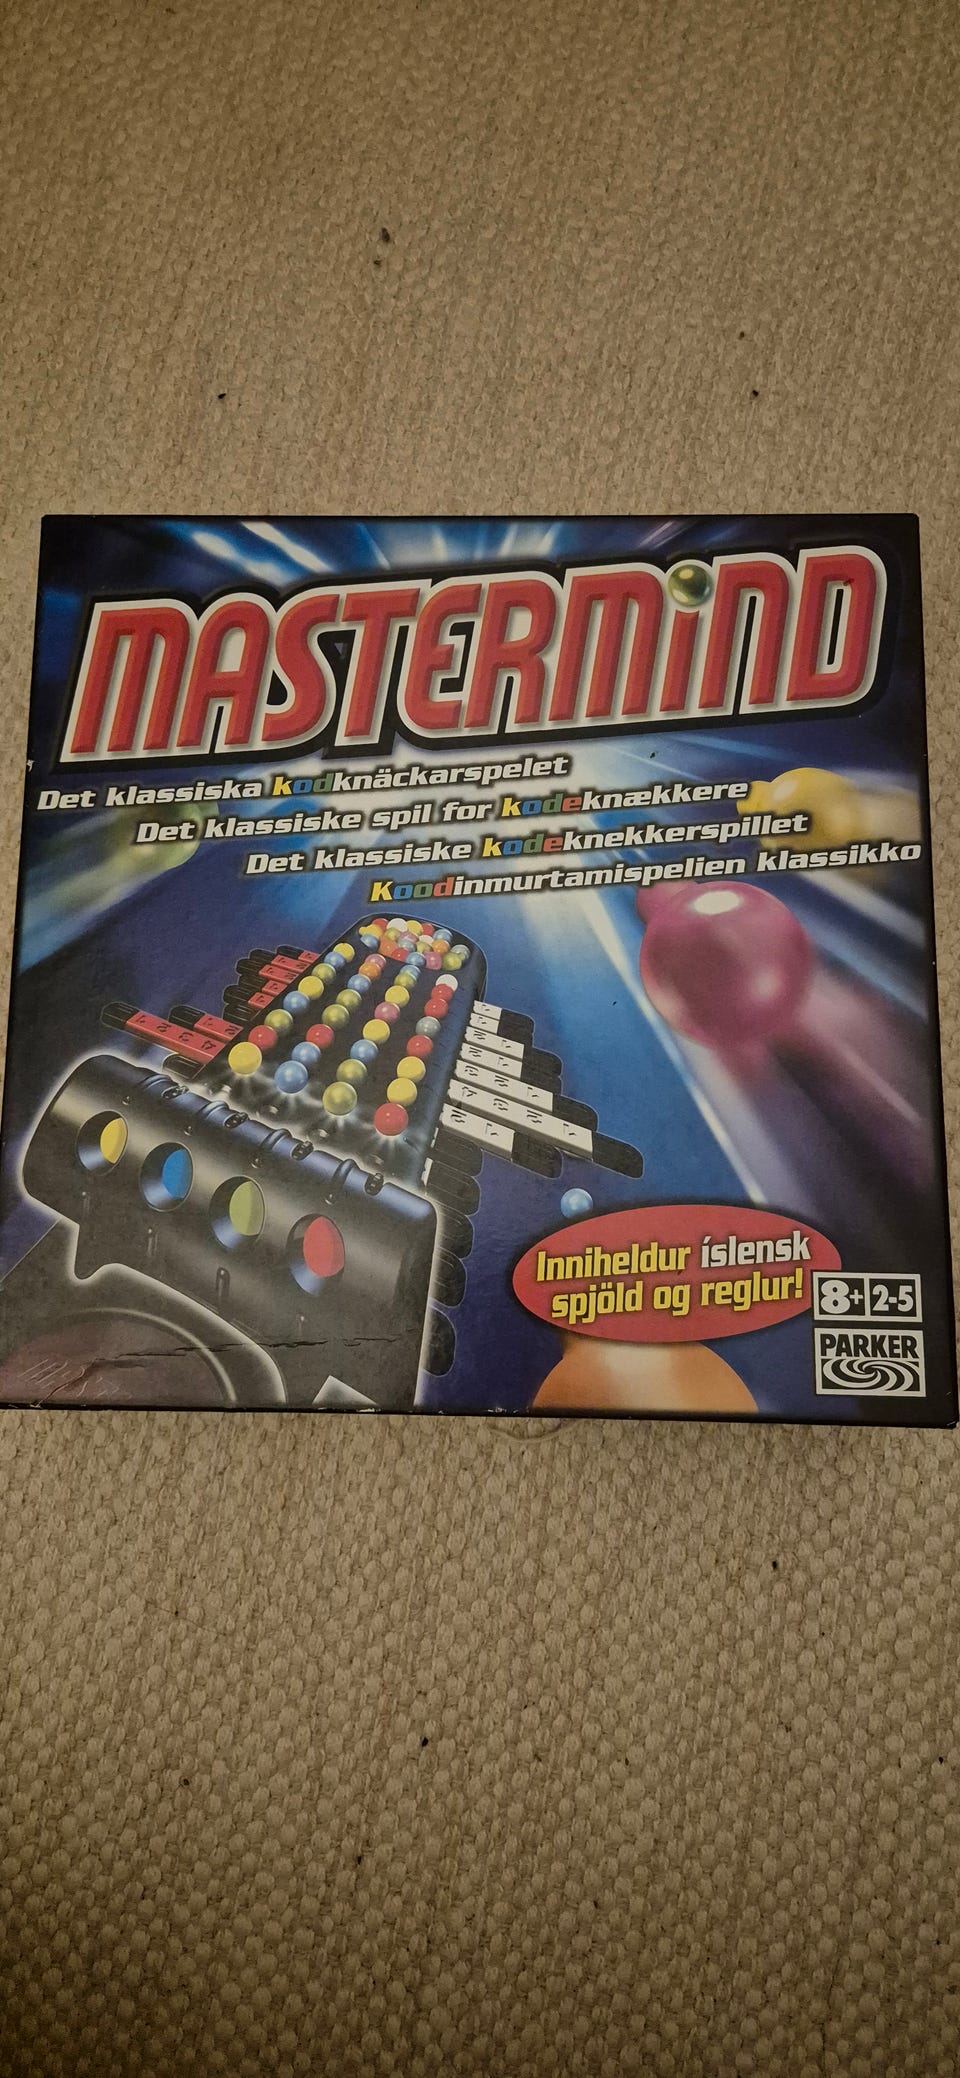 MASTERMiND
Det klassiska kodknäckarspelet
Det klassiske spil for kodeknækkere
Det klassiske kodeknekkerspillet
Koodinmurtamispelien klassikko
Inniheldur íslensk
spjöld og reglur!
8+ 2-5
PARKER